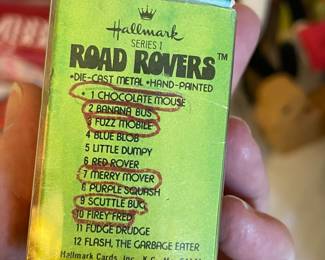 Hallmark
SERIES I
ROAD ROVERS™
•DIE-CAST METAL •HAND-PAINTED
1 CHOCOLATE MOUSE
2 BANANA BUS
3 FUZZ MOBILE
4 BLUE BLOB
5 LITTLE DUMPY
6 RED ROVER
7 MERRY MOVER
8 PURPLE SQUASH
9 SCUTTLE BUG
10 FIREY FRED
11 FUDGE DRUDGE
12 FLASH, THE GARBAGE EATER
Hallmark Cards, Inc., K.C., Mo.